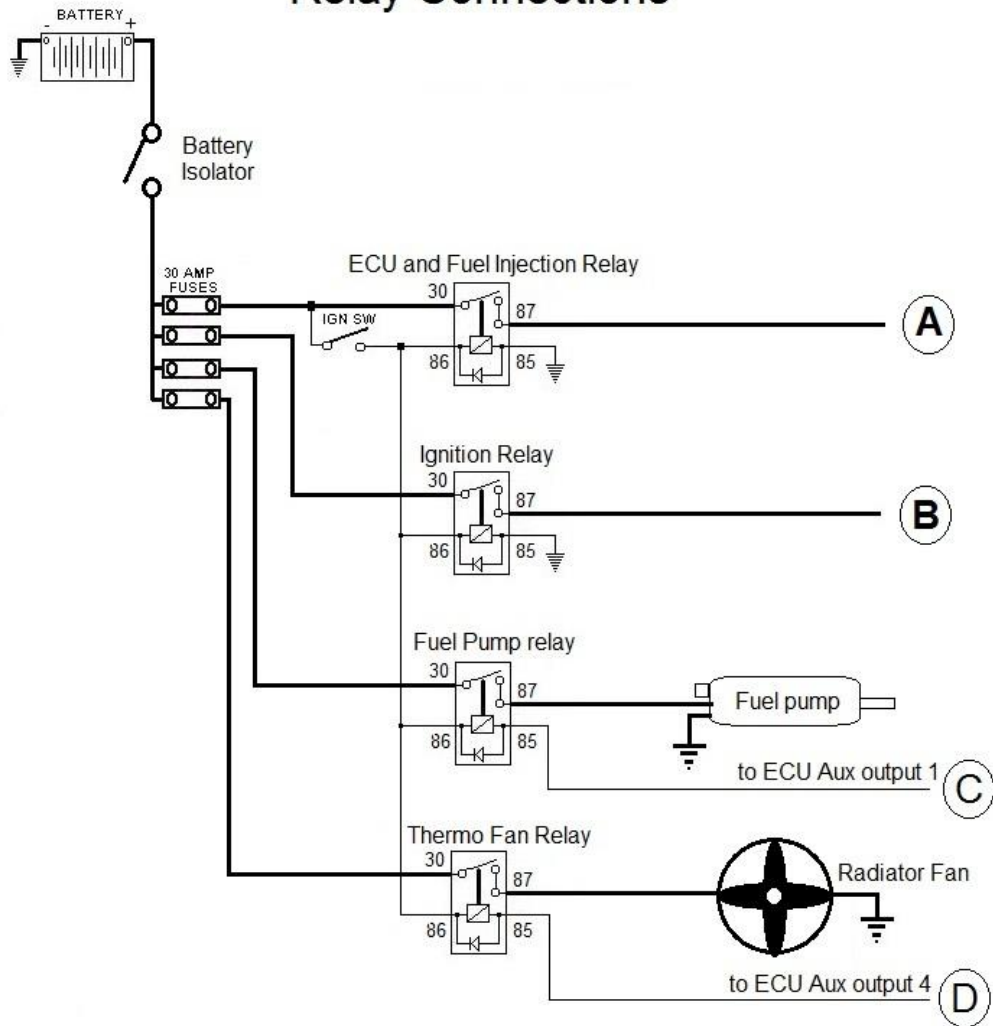 Relay Connections
BATTERY
- +
Battery
Isolator
30 AMP
FUSES
ECU and Fuel Injection Relay
30
87
IGN SW
86
85
A
Ignition Relay
30
87
86
85
B
Fuel Pump relay
30
87
86
85
Fuel pump
to ECU Aux output 1
C
Thermo Fan Relay
30
87
86
85
Radiator Fan
to ECU Aux output 4
D